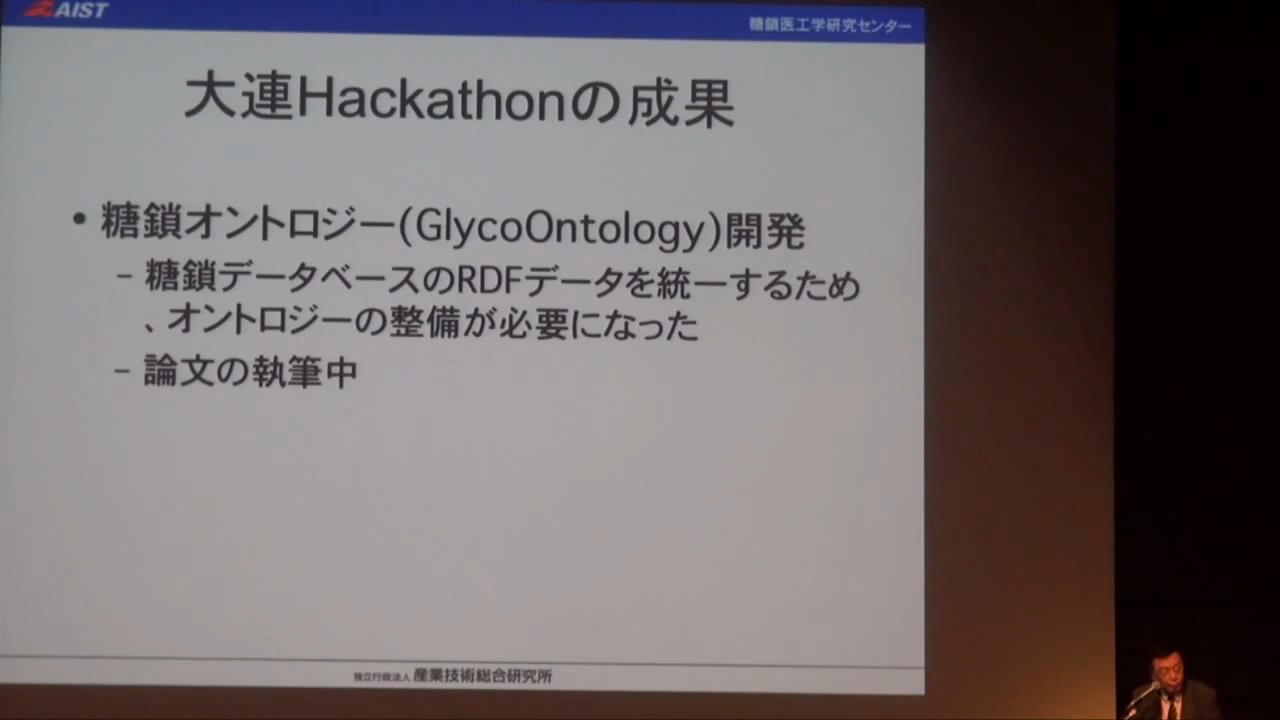 AIST
糖鎖医工学研究センター
大連Hackathonの成果
• 糖鎖オントロジー(GlycoOntology)開発
– 糖鎖データベースのRDFデータを統一するため
、オントロジーの整備が必要になった
– 論文の執筆中
独立行政法人 産業技術総合研究所